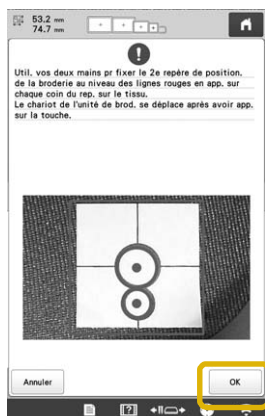 53.2 mm
74.7 mm
Util. vos deux mains pr fixer le 2e repère de position.
de la broderie au niveau des lignes rouges en app. sur
chaque coin du rep. sur le tissu.
Le chariot de l'unité de brod. se déplace après avoir app.
sur la touche.
Annuler
OK